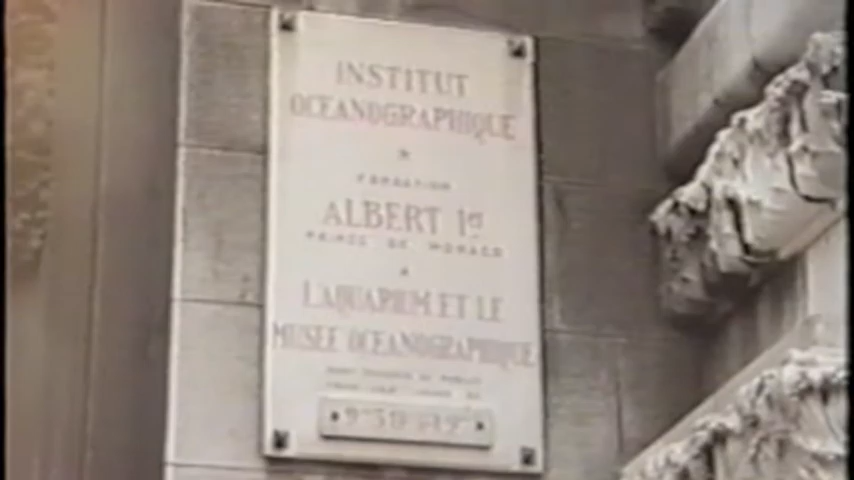 INSTITUT
OCEANOGRAPHIQUE
FONDATION
ALBERT 1er
PRINCE DE MONACO
L'AQUARIUM ET LE
MUSEE OCEANOGRAPHIQUE